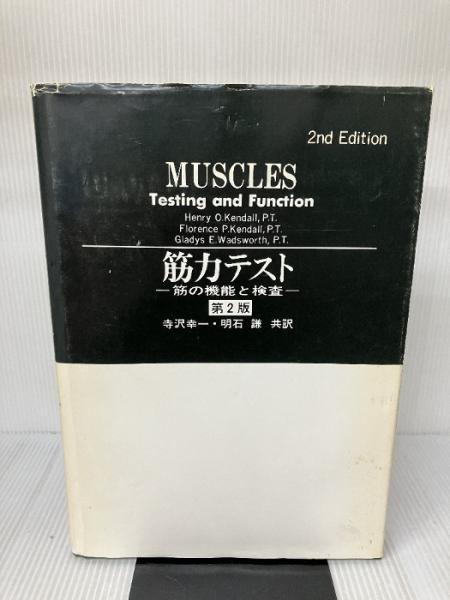 2nd Edition
MUSCLES
Testing and Function
Henry O.Kendall, P.T.
Florence P.Kendall, P.T.
Gladys E.Wadsworth, P.T.
筋力テスト
―筋の機能と検査―
第2版
寺沢幸一・明石 謙 共訳